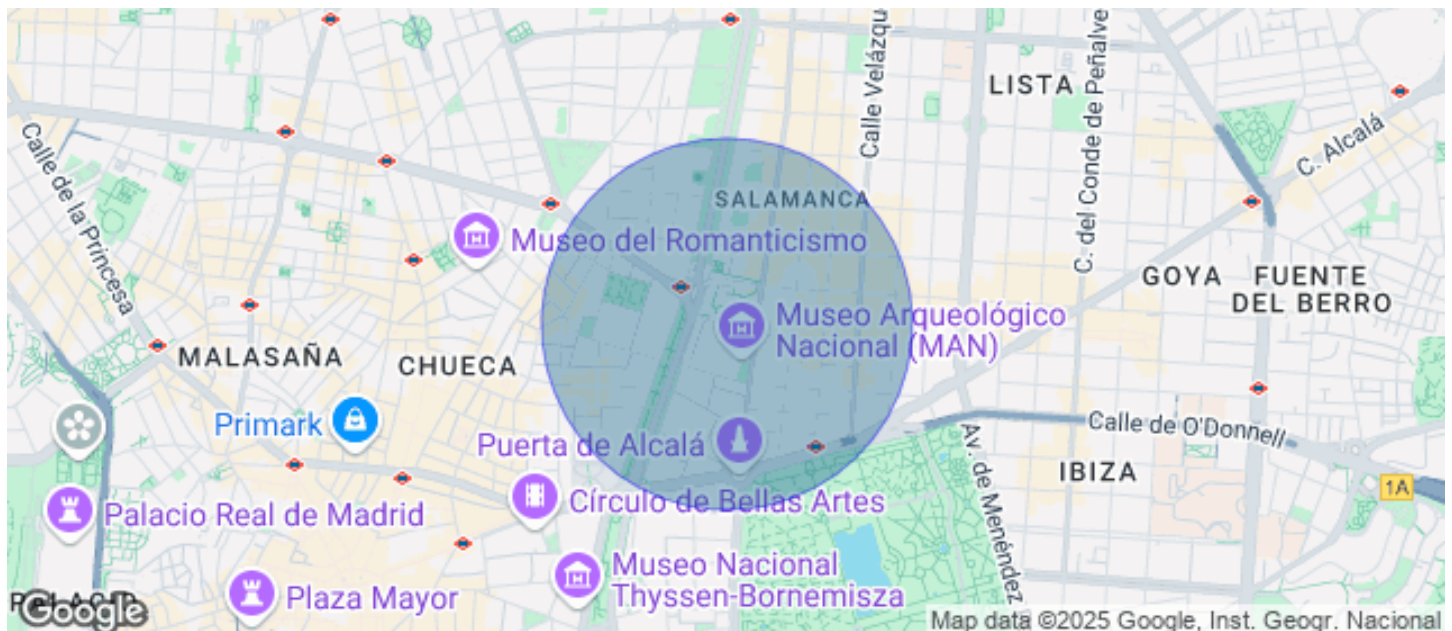 LISTA
Calle Velázqu
C. del Conde de Peñalve
C. Alcalá
Calle de la Princesa
SALAMANCA
Museo del Romanticismo
GOYA
FUENTE
DEL BERRO
Museo Arqueológico
Nacional (MAN)
MALASAÑA
CHUECA
Primark
Puerta de Alcalá
Calle de O'Donnell
Av. de Menéndez
IBIZA
1A
Círculo de Bellas Artes
Palacio Real de Madrid
Museo Nacional
Thyssen-Bornemisza
Plaza Mayor
Google
Map data ©2025 Google, Inst. Geogr. Nacional